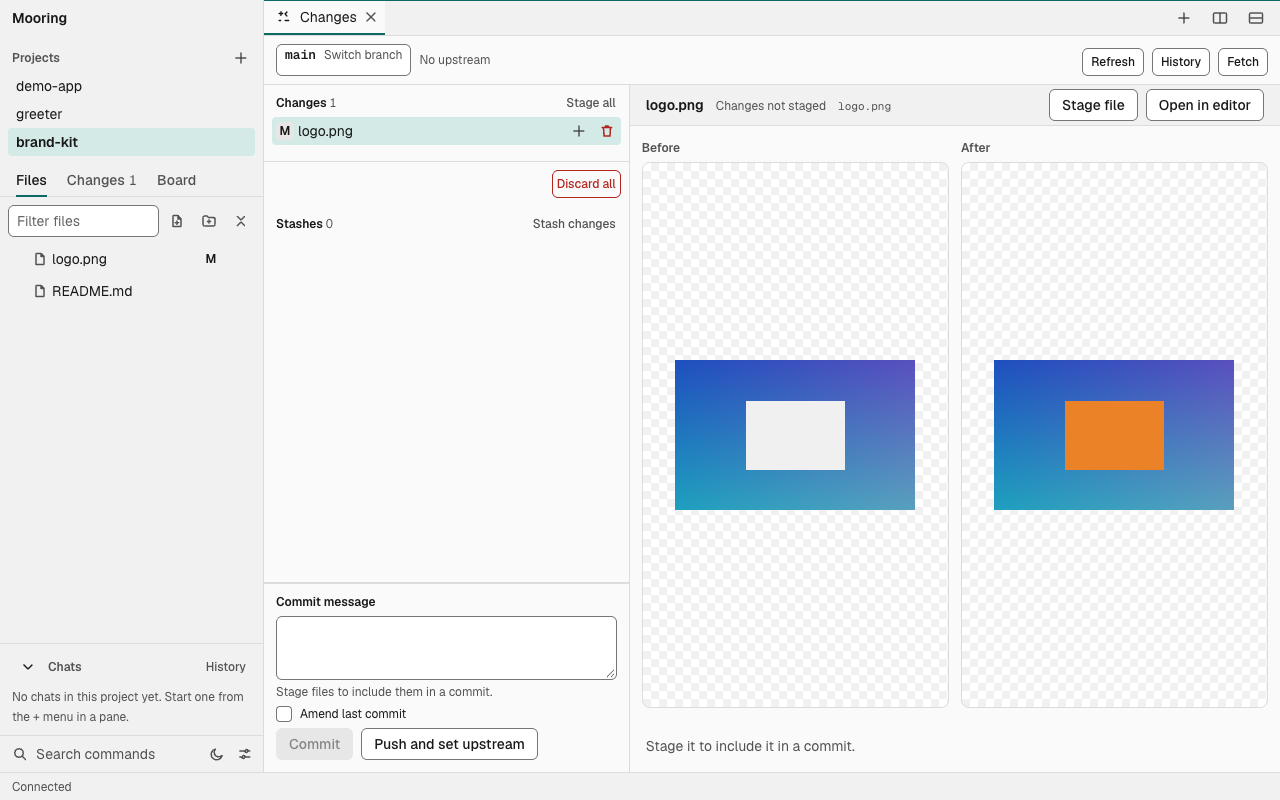 Mooring
Projects
demo-app
greeter
brand-kit
Files
Changes 1
Board
Filter files
logo.png
M
README.md
Chats
History
No chats in this project yet. Start one from
the + menu in a pane.
Search commands
Connected
Changes
main Switch branch
No upstream
Refresh
History
Fetch
Changes 1
Stage all
M logo.png
Discard all
Stashes 0
Stash changes
Commit message
Stage files to include them in a commit.
Amend last commit
Commit
Push and set upstream
logo.png
Changes not staged
logo.png
Stage file
Open in editor
Before
After
Stage it to include it in a commit.